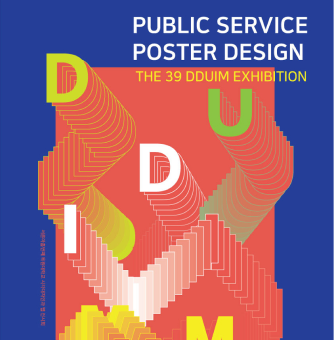 PUBLIC SERVICE
POSTER DESIGN
THE 39 DDUIM EXHIBITION
D
U
D
I
M